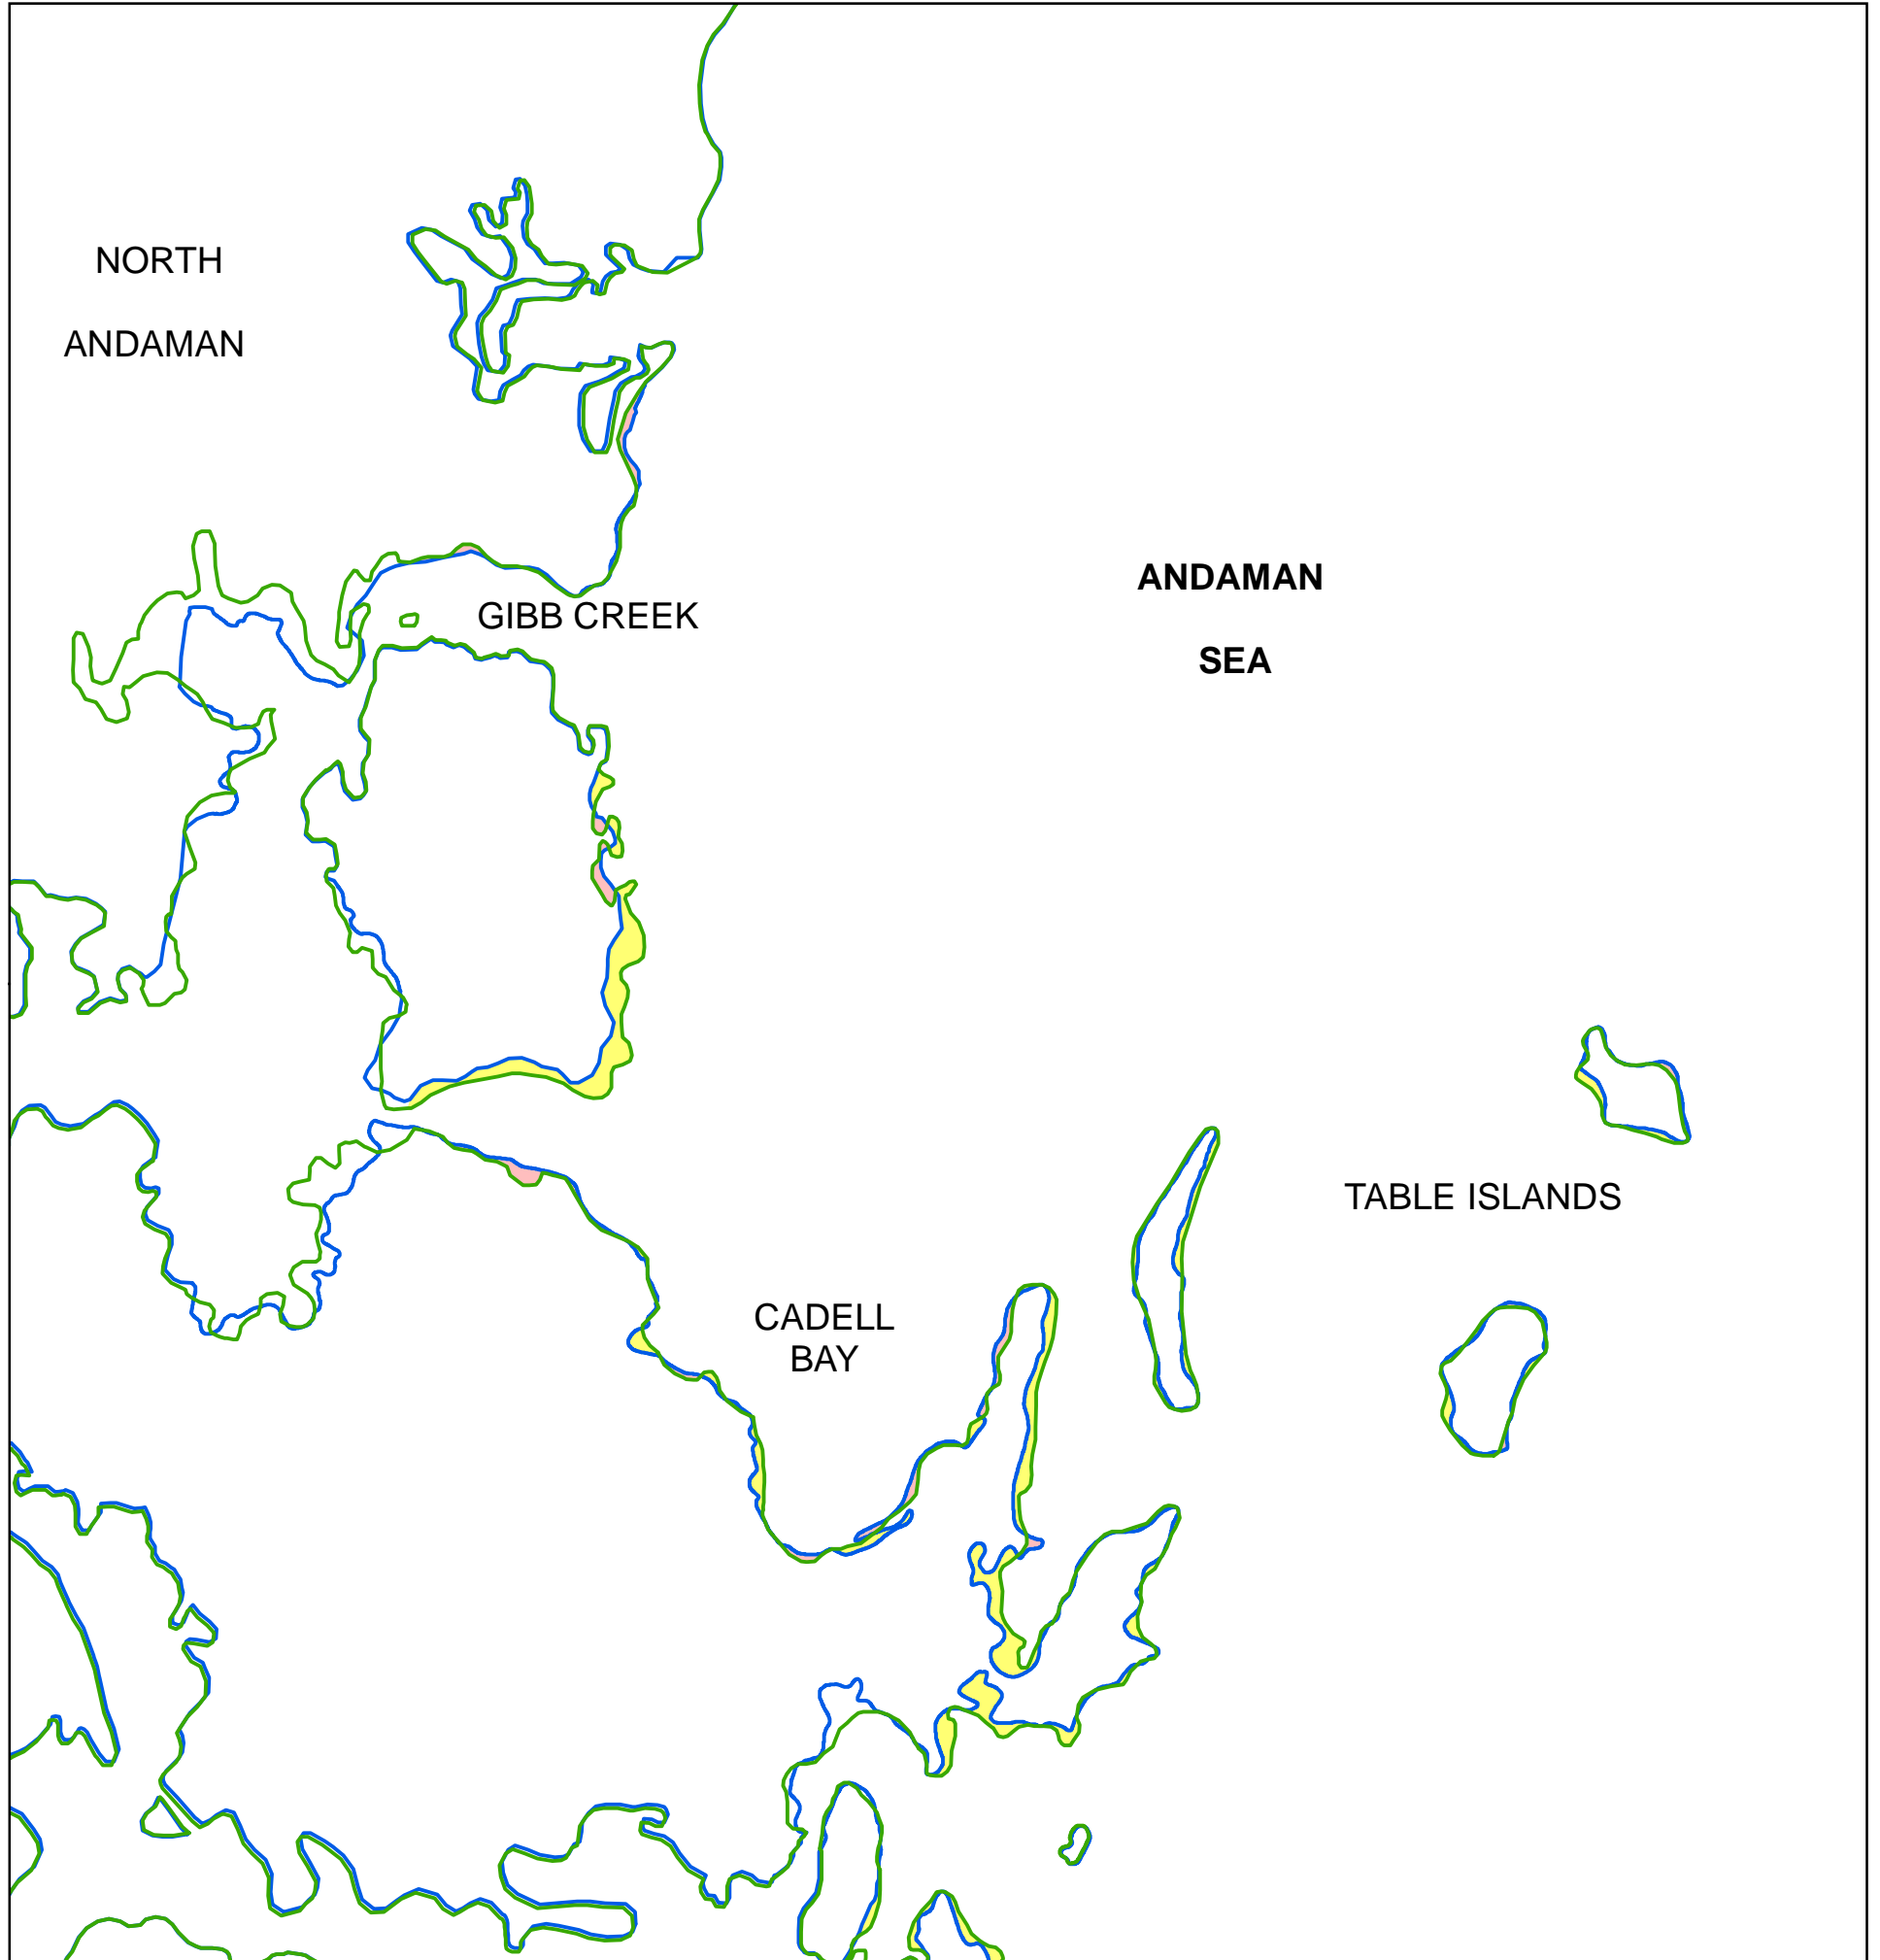 NORTH
ANDAMAN
GIBB CREEK
ANDAMAN
SEA
TABLE ISLANDS
CADELL
BAY